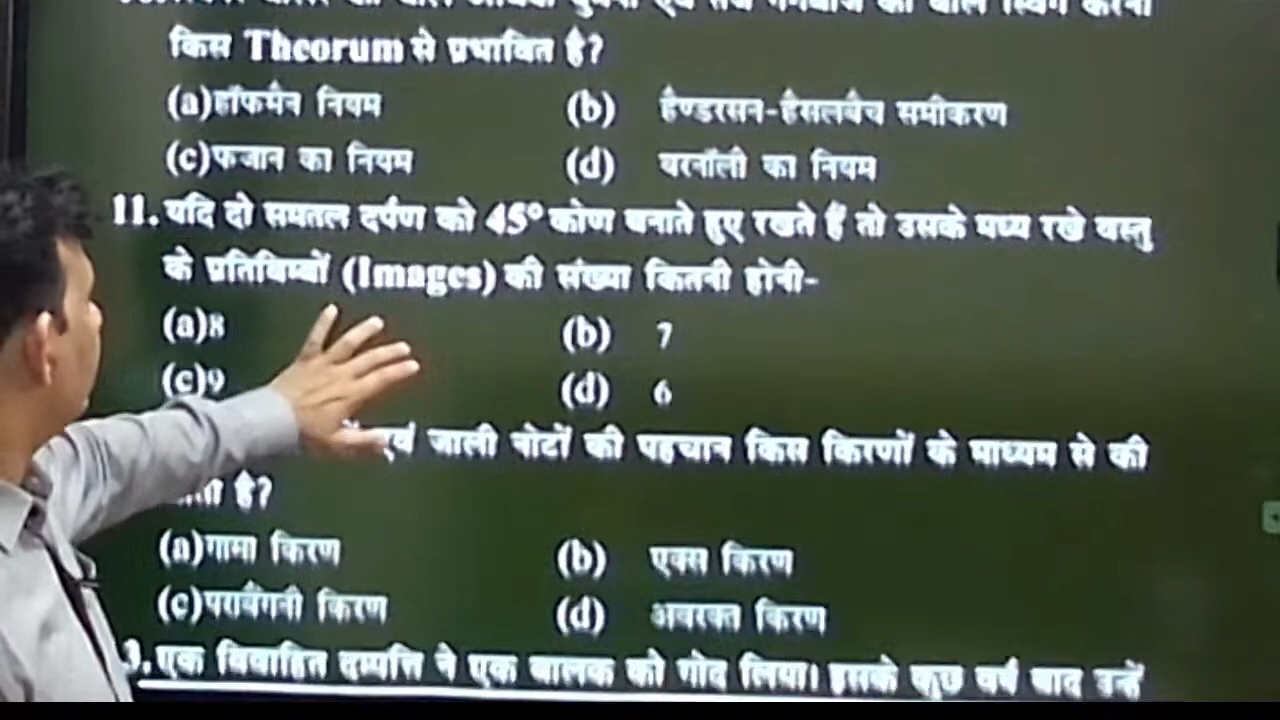 किस Theorum से प्रभावित है?
(a)हॉफमैन नियम (b) हैण्डरसन-हैसलबैच समीकरण
(c)फजान का नियम (d) बरनॉली का नियम
11.यदि दो समतल दर्पण को 45° कोण बनाते हुए रखते हैं तो उसके मध्य रखे वस्तु
के प्रतिबिम्बों (Images) की संख्या कितनी होगी-
(a)8 (b) 7
(c)9 (d) 6
एवं जाली नोटों की पहचान किस किरणों के माध्यम से की
है?
(a)गामा किरण (b) एक्स किरण
(c)पराबैंगनी किरण (d) अवरक्त किरण
एक विवाहित दम्पत्ति ने एक बालक को गोद लिया। इसके कुछ वर्ष बाद उन्हें